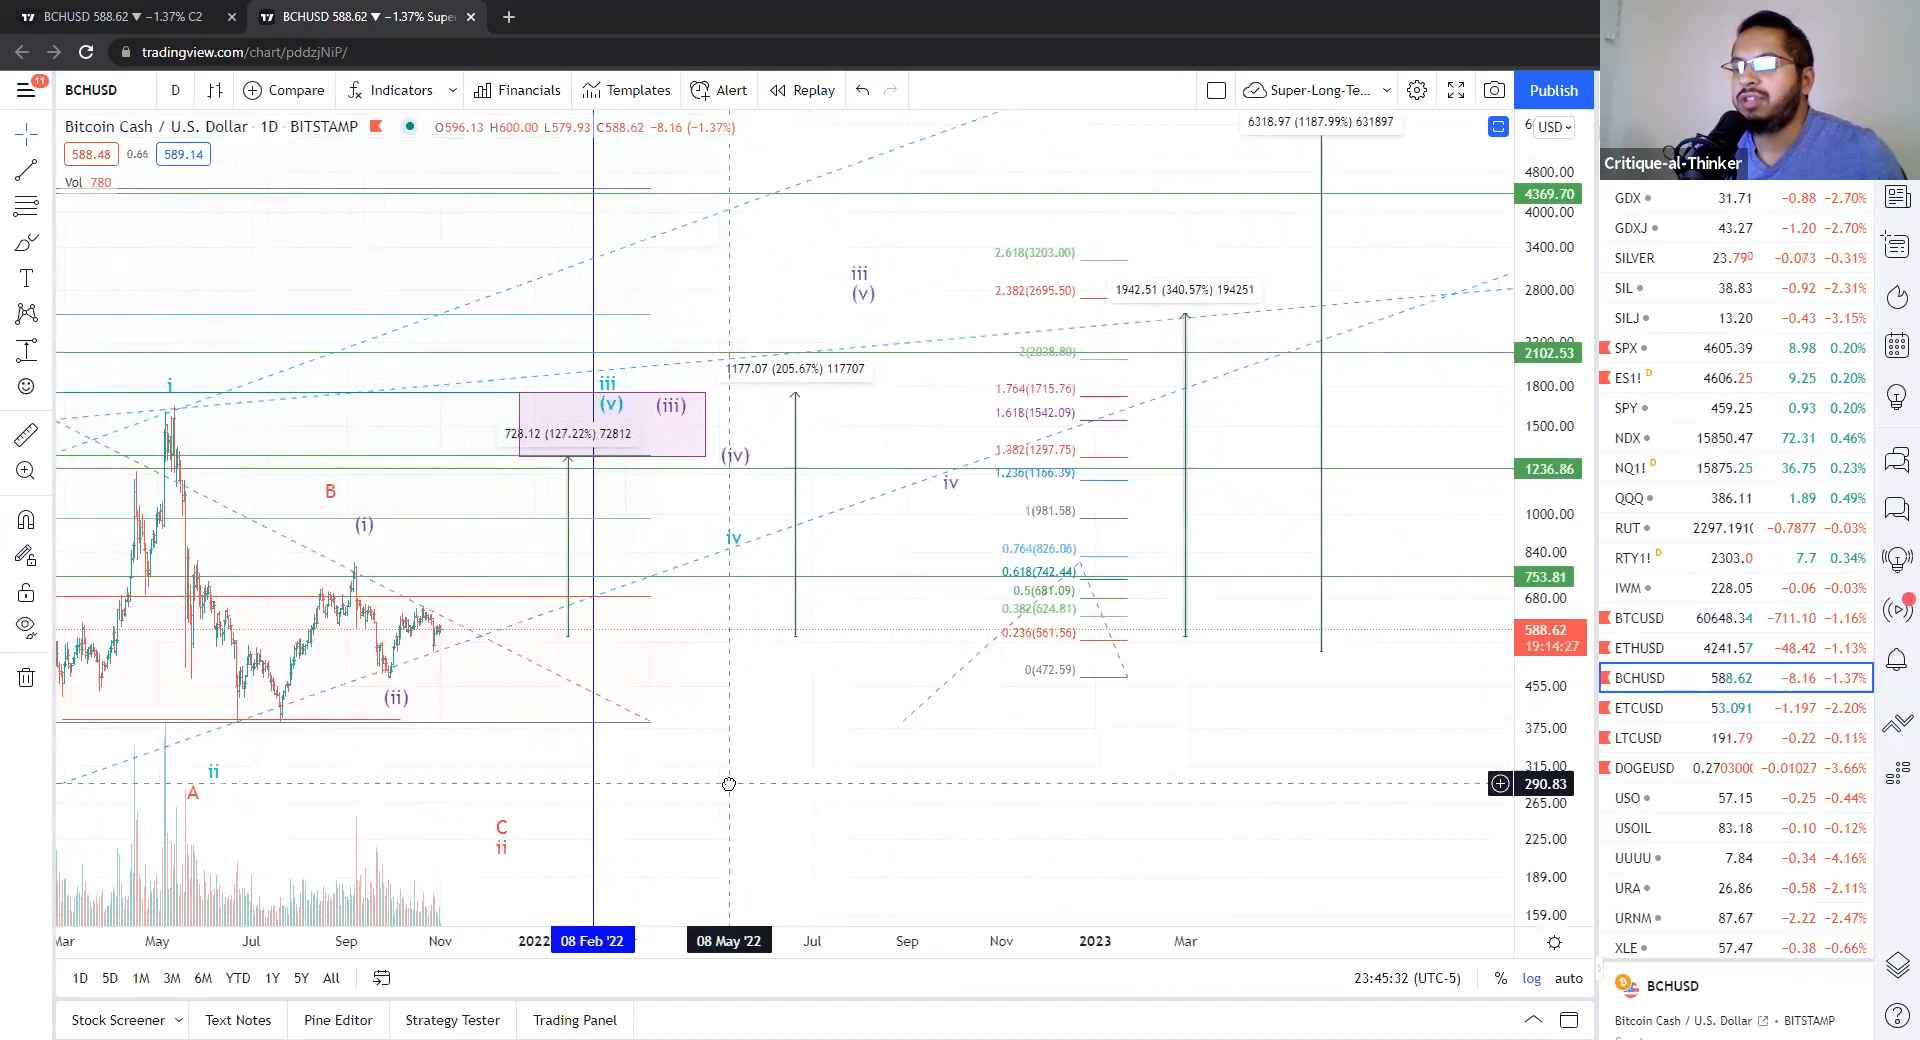 BCHUSD 588.62 ▼ −1.37% C2
BCHUSD 588.62 ▼ −1.37% Supe
tradingview.com/chart/pddzjNiP/
11
BCHUSD D Compare Indicators Financials Templates Alert Replay Super-Long-Te... Publish
Bitcoin Cash / U.S. Dollar · 1D · BITSTAMP O596.13 H600.00 L579.93 C588.62 −8.16 (−1.37%)
588.48 0.66 589.14
Vol 780
6318.97 (1187.99%) 631897
USD
4800.00
4369.70
4000.00
3400.00
2800.00
2102.53
1800.00
1500.00
1236.86
1000.00
840.00
753.81
680.00
588.62
19:14:27
455.00
375.00
315.00
290.83
265.00
225.00
189.00
159.00
2.618(3203.00)
2.382(2695.50)
2(2038.80)
1.764(1715.76)
1.618(1542.09)
1.382(1297.75)
1.236(1166.39)
1(981.58)
0.764(826.06)
0.618(742.44)
0.5(681.09)
0.382(624.81)
0.236(561.56)
0(472.59)
1942.51 (340.57%) 194251
1177.07 (205.67%) 117707
728.12 (127.22%) 72812
iii
(v)
i
iii
(v)
(iii)
(iv)
iv
iv
B
(i)
(ii)
ii
A
C
ii
Mar May Jul Sep Nov 2022 08 Feb '22 08 May '22 Jul Sep Nov 2023 Mar
1D 5D 1M 3M 6M YTD 1Y 5Y All 23:45:32 (UTC-5) % log auto
Stock Screener Text Notes Pine Editor Strategy Tester Trading Panel
Critique-al-Thinker
GDX 31.71 −0.88 −2.70%
GDXJ 43.27 −1.20 −2.70%
SILVER 23.790 −0.073 −0.31%
SIL 38.83 −0.92 −2.31%
SILJ 13.20 −0.43 −3.15%
SPX 4605.39 8.98 0.20%
ES1! D 4606.25 9.25 0.20%
SPY 459.25 0.93 0.20%
NDX 15850.47 72.31 0.46%
NQ1! D 15875.25 36.75 0.23%
QQQ 386.11 1.89 0.49%
RUT 2297.1910 −0.7877 −0.03%
RTY1! D 2303.0 7.7 0.34%
IWM 228.05 −0.06 −0.03%
BTCUSD 60648.34 −711.10 −1.16%
ETHUSD 4241.57 −48.42 −1.13%
BCHUSD 588.62 −8.16 −1.37%
ETCUSD 53.091 −1.197 −2.20%
LTCUSD 191.79 −0.22 −0.11%
DOGEUSD 0.2703000 −0.01027 −3.66%
USO 57.15 −0.25 −0.44%
USOIL 83.18 −0.10 −0.12%
UUUU 7.84 −0.34 −4.16%
URA 26.86 −0.58 −2.11%
URNM 87.67 −2.22 −2.47%
XLE 57.47 −0.38 −0.66%
BCHUSD
Bitcoin Cash / U.S. Dollar • BITSTAMP